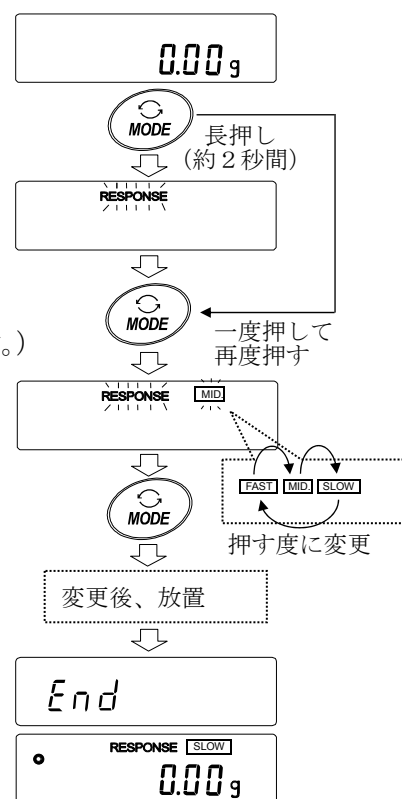 0.00 g
MODE
長押し
(約２秒間)
RESPONSE
MODE
一度押して
再度押す
。)
RESPONSE MID.
FAST MID. SLOW
MODE
押す度に変更
変更後、放置
End
RESPONSE SLOW
0.00 g